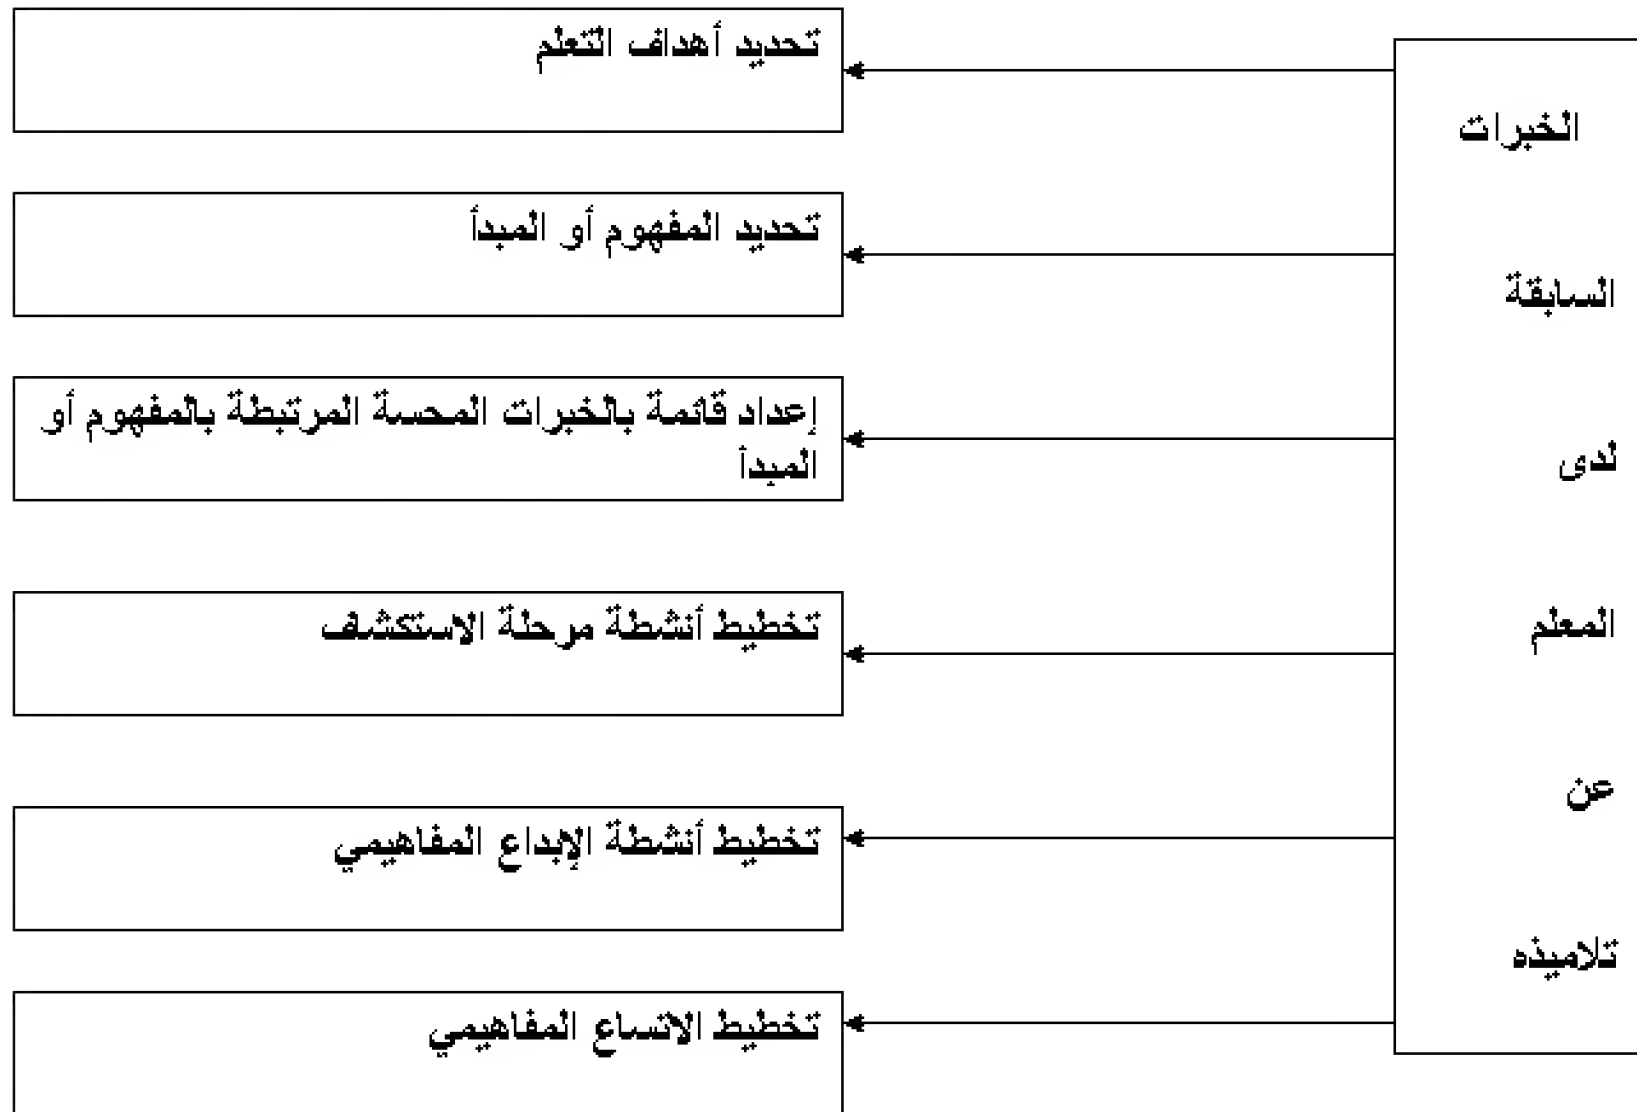 الخبرات
السابقة
لدى
المعلم
عن
تلاميذه
تحديد أهداف التعلم
تحديد المفهوم أو المبدأ
إعداد قائمة بالخبرات المحسة المرتبطة بالمفهوم أو
المبدأ
تخطيط أنشطة مرحلة الاستكشف
تخطيط أنشطة الإبداع المفاهيمي
تخطيط الاتساع المفاهيمي